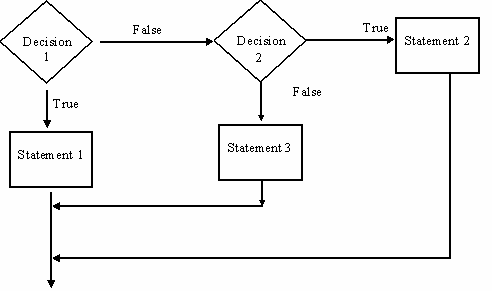 False
True
Decision
1
Decision
2
Statement 2
True
False
Statement 1
Statement 3